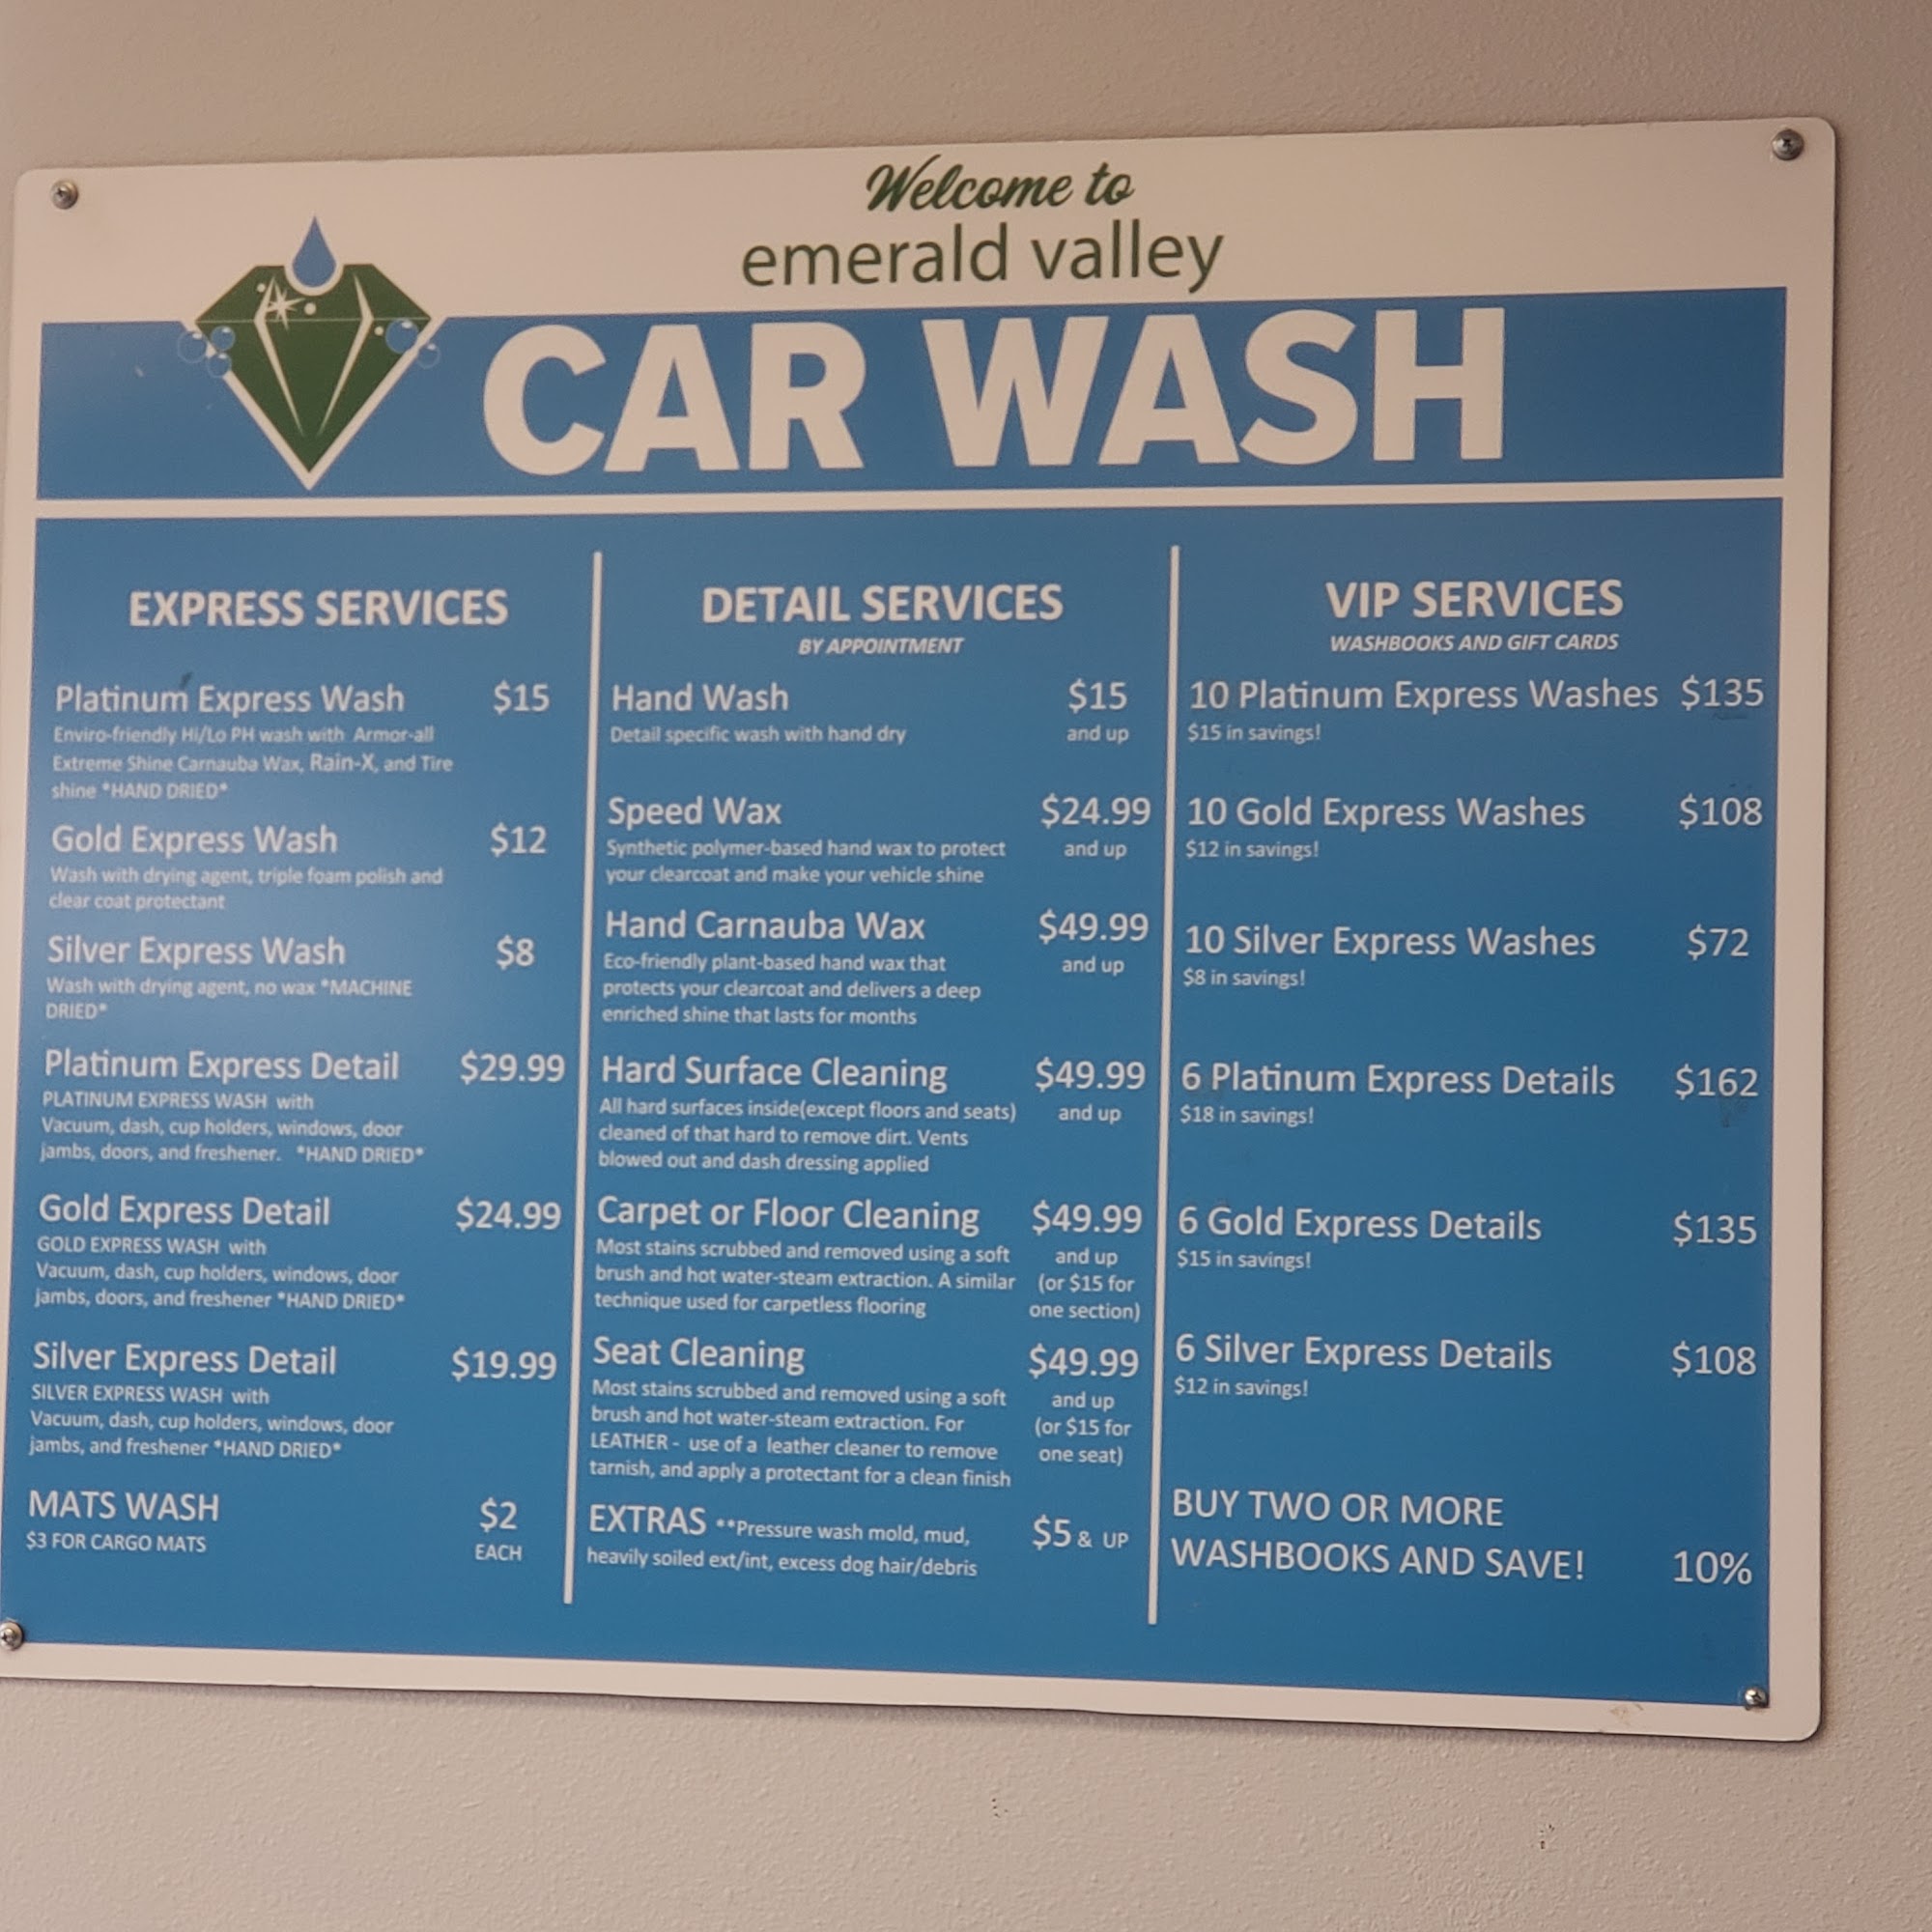 Welcome to
emerald valley
CAR WASH
EXPRESS SERVICES
Platinum Express Wash $15
Enviro-friendly Hi/Lo PH wash with Armor-all
Extreme Shine Carnauba Wax, Rain-X, and Tire
shine *HAND DRIED*
Gold Express Wash $12
Wash with drying agent, triple foam polish and
clear coat protectant
Silver Express Wash $8
Wash with drying agent, no wax *MACHINE
DRIED*
Platinum Express Detail $29.99
PLATINUM EXPRESS WASH with
Vacuum, dash, cup holders, windows, door
jambs, doors, and freshener. *HAND DRIED*
Gold Express Detail $24.99
GOLD EXPRESS WASH with
Vacuum, dash, cup holders, windows, door
jambs, doors, and freshener *HAND DRIED*
Silver Express Detail $19.99
SILVER EXPRESS WASH with
Vacuum, dash, cup holders, windows, door
jambs, and freshener *HAND DRIED*
MATS WASH $2
$3 FOR CARGO MATS EACH
DETAIL SERVICES
BY APPOINTMENT
Hand Wash $15
Detail specific wash with hand dry and up
Speed Wax $24.99
Synthetic polymer-based hand wax to protect and up
your clearcoat and make your vehicle shine
Hand Carnauba Wax $49.99
Eco-friendly plant-based hand wax that and up
protects your clearcoat and delivers a deep
enriched shine that lasts for months
Hard Surface Cleaning $49.99
All hard surfaces inside(except floors and seats) and up
cleaned of that hard to remove dirt. Vents
blowed out and dash dressing applied
Carpet or Floor Cleaning $49.99
Most stains scrubbed and removed using a soft and up
brush and hot water-steam extraction. A similar (or $15 for
technique used for carpetless flooring one section)
Seat Cleaning $49.99
Most stains scrubbed and removed using a soft and up
brush and hot water-steam extraction. For (or $15 for
LEATHER - use of a leather cleaner to remove one seat)
tarnish, and apply a protectant for a clean finish
EXTRAS **Pressure wash mold, mud, $5 & UP
heavily soiled ext/int, excess dog hair/debris
VIP SERVICES
WASHBOOKS AND GIFT CARDS
10 Platinum Express Washes $135
$15 in savings!
10 Gold Express Washes $108
$12 in savings!
10 Silver Express Washes $72
$8 in savings!
6 Platinum Express Details $162
$18 in savings!
6 Gold Express Details $135
$15 in savings!
6 Silver Express Details $108
$12 in savings!
BUY TWO OR MORE
WASHBOOKS AND SAVE! 10%